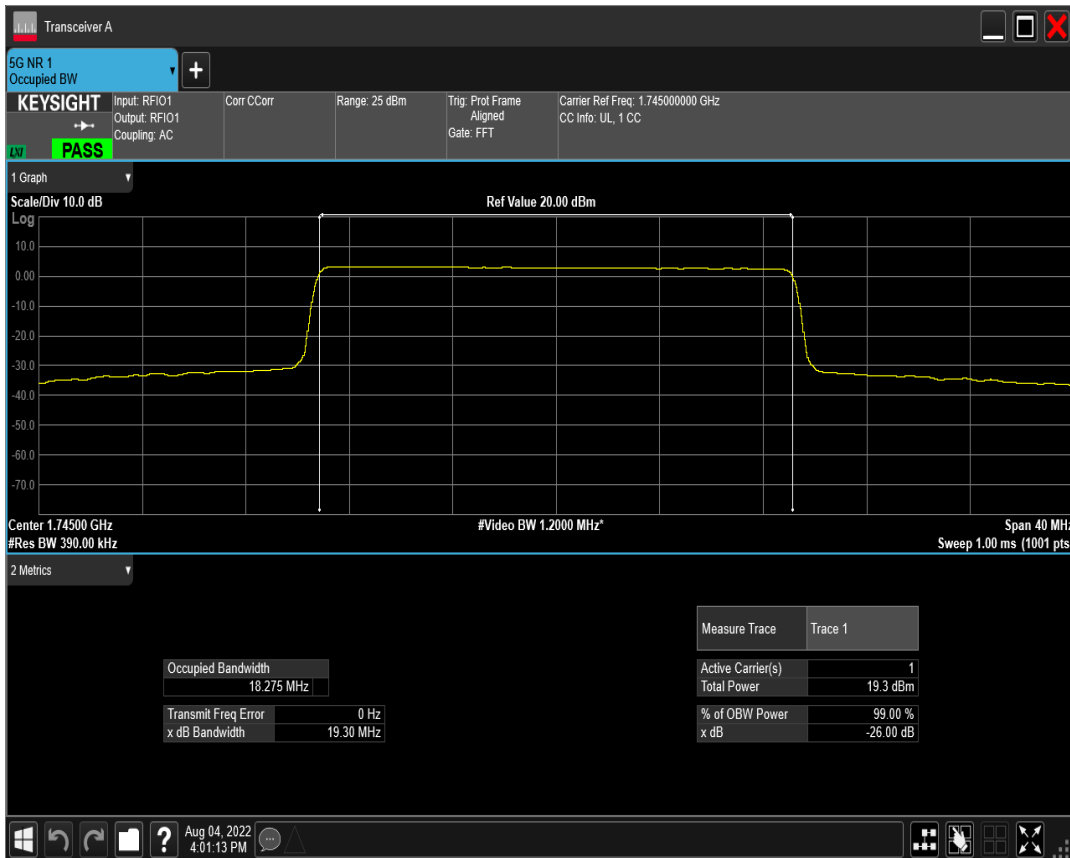 Transceiver A
5G NR 1
Occupied BW
KEYSIGHT
LXI
PASS
Input: RFIO1
Output: RFIO1
Coupling: AC
Corr CCorr
Range: 25 dBm
Trig: Prot Frame
Aligned
Gate: FFT
Carrier Ref Freq: 1.745000000 GHz
CC Info: UL, 1 CC
1 Graph
Scale/Div 10.0 dB
Ref Value 20.00 dBm
Log
10.0
0.00
-10.0
-20.0
-30.0
-40.0
-50.0
-60.0
-70.0
Center 1.74500 GHz
#Video BW 1.2000 MHz*
Span 40 MHz
#Res BW 390.00 kHz
Sweep 1.00 ms (1001 pts
2 Metrics
Measure Trace Trace 1
Occupied Bandwidth
18.275 MHz
Active Carrier(s) 1
Total Power 19.3 dBm
Transmit Freq Error 0 Hz
x dB Bandwidth 19.30 MHz
% of OBW Power 99.00 %
x dB -26.00 dB
Aug 04, 2022
4:01:13 PM